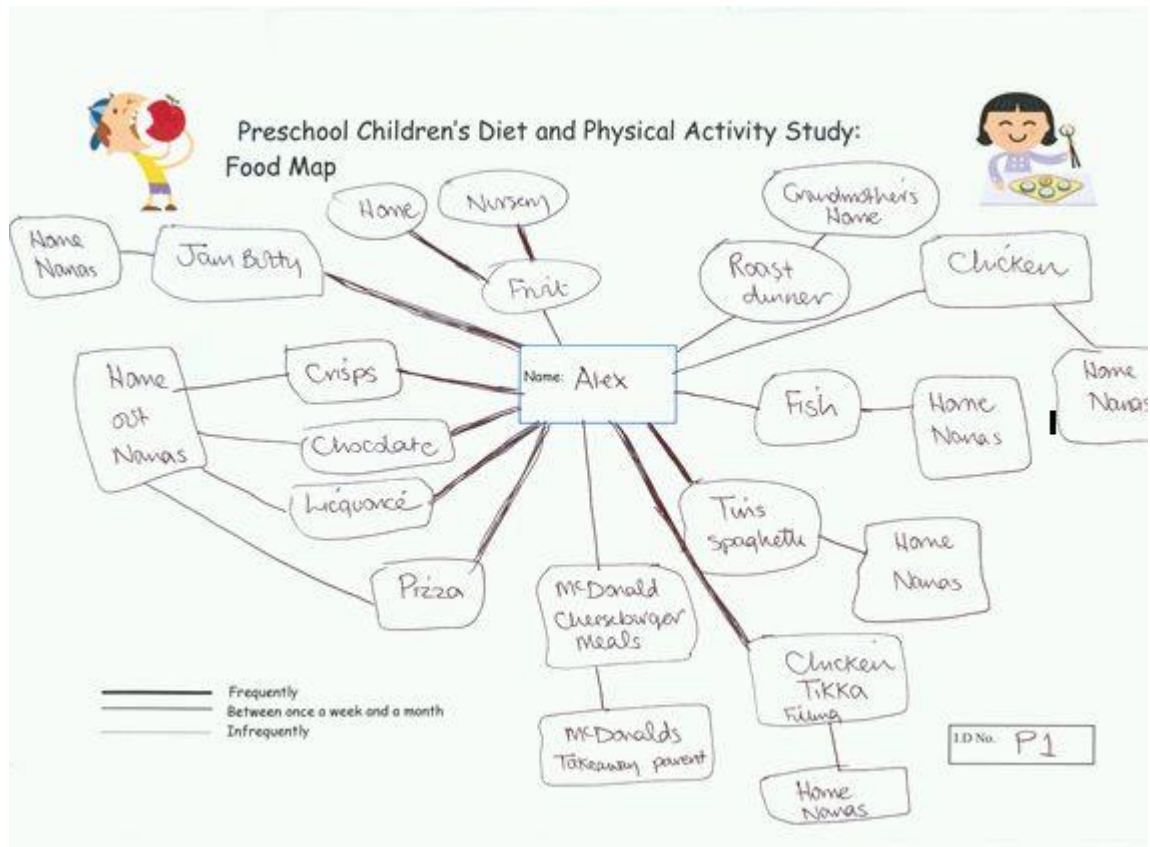 Preschool Children's Diet and Physical Activity Study:
Food Map
Home
Nursery
Grandmother's
Home
Home
Nanas
Jam Butty
Fruit
Roast
dinner
Chicken
Home
Nanas
Home
out
Nanas
Crisps
Name: Alex
Fish
Home
Nanas
Chocolate
Licquorice
Tins
spaghetti
Home
Nanas
Pizza
McDonald
Cheeseburger
meals
Chicken
TIKKA
Filling
Frequently
Between once a week and a month
Infrequently
McDonalds
Takeaway parent
I.D No. P1
Home
Nanas